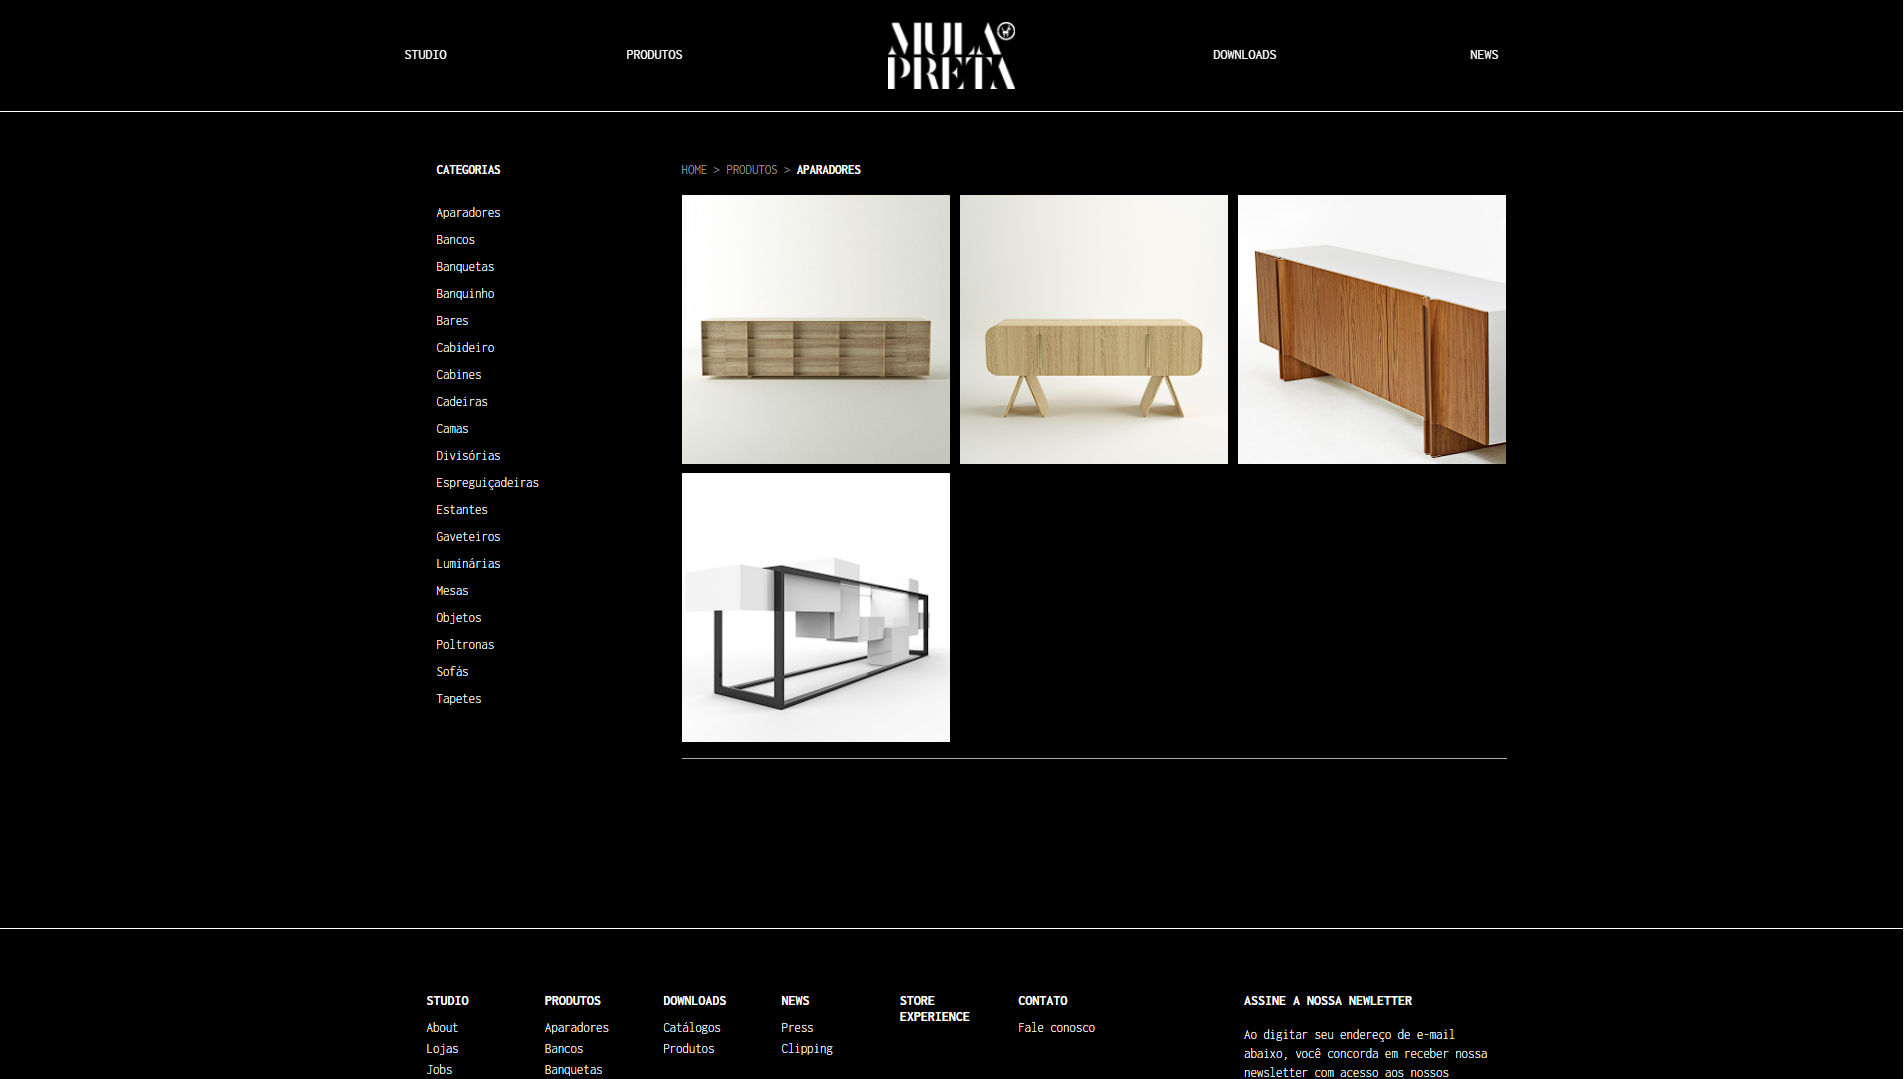 STUDIO
PRODUTOS
MULA
PRETA
DOWNLOADS
NEWS
CATEGORIAS
Aparadores
Bancos
Banquetas
Banquinho
Bares
Cabideiro
Cabines
Cadeiras
Camas
Divisórias
Espreguiçadeiras
Estantes
Gaveteiros
Luminárias
Mesas
Objetos
Poltronas
Sofás
Tapetes
HOME > PRODUTOS > APARADORES
STUDIO
About
Lojas
Jobs
PRODUTOS
Aparadores
Bancos
Banquetas
DOWNLOADS
Catálogos
Produtos
NEWS
Press
Clipping
STORE
EXPERIENCE
CONTATO
Fale conosco
ASSINE A NOSSA NEWLETTER
Ao digitar seu endereço de e-mail
abaixo, você concorda em receber nossa
newsletter com acesso aos nossos